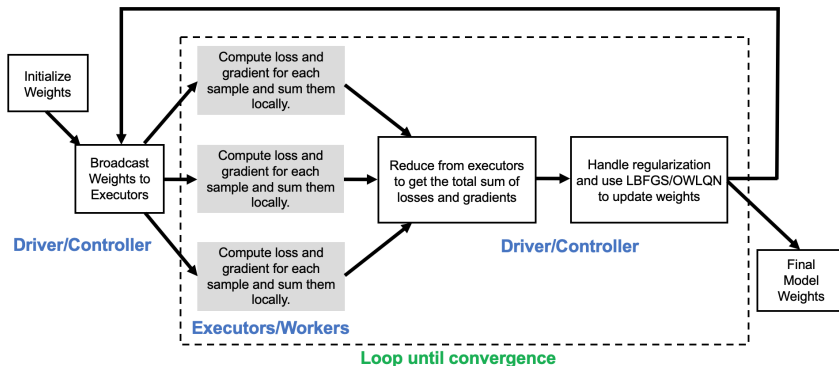 Initialize
Weights
Broadcast
Weights to
Executors
Driver/Controller
Compute loss and
gradient for each
sample and sum them
locally.
Compute loss and
gradient for each
sample and sum them
locally.
Compute loss and
gradient for each
sample and sum them
locally.
Executors/Workers
Reduce from executors
to get the total sum of
losses and gradients
Handle regularization
and use LBFGS/OWLQN
to update weights
Driver/Controller
Final
Model
Weights
Loop until convergence